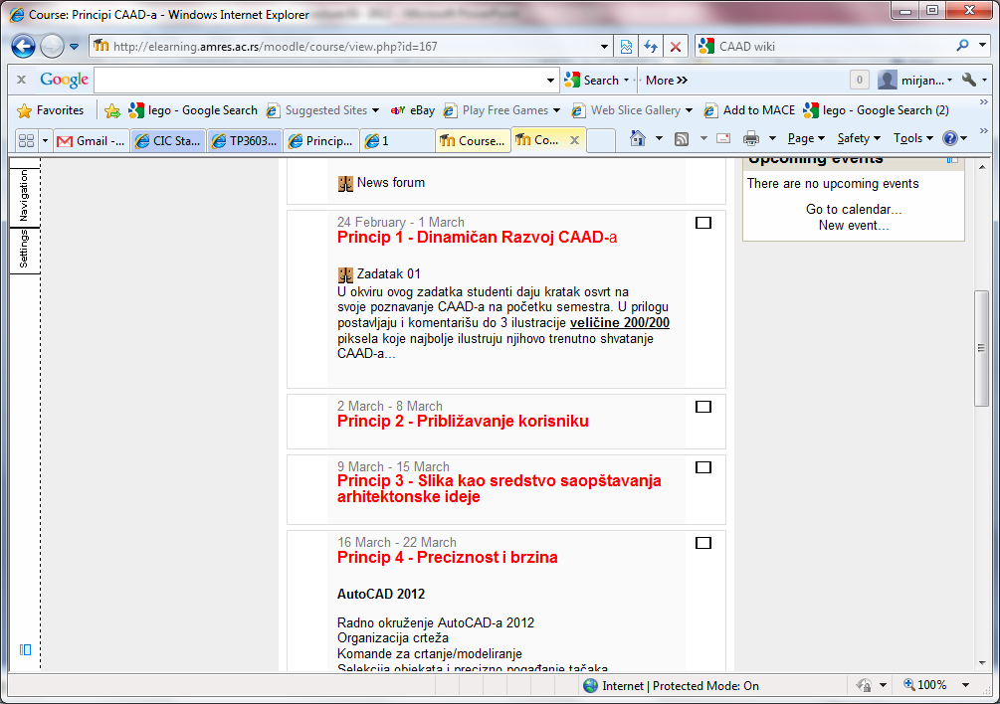 Course: Principi CAAD-a - Windows Internet Explorer
http://elearning.amres.ac.rs/moodle/course/view.php?id=167
CAAD wiki
x Google Search More »
0 mirjan...
Favorites lego - Google Search Suggested Sites eBay Play Free Games Web Slice Gallery Add to MACE lego - Google Search (2)
Gmail -... CIC Sta... TP3603... Princip... 1 Course... Co... x Page Safety Tools
Navigation
Settings
News forum
24 February - 1 March
Princip 1 - Dinamičan Razvoj CAAD-a
Zadatak 01
U okviru ovog zadatka studenti daju kratak osvrt na
svoje poznavanje CAAD-a na početku semestra. U prilogu
postavljaju i komentarišu do 3 ilustracije veličine 200/200
piksela koje najbolje ilustruju njihovo trenutno shvatanje
CAAD-a...
2 March - 8 March
Princip 2 - Približavanje korisniku
9 March - 15 March
Princip 3 - Slika kao sredstvo saopštavanja
arhitektonske ideje
16 March - 22 March
Princip 4 - Preciznost i brzina
AutoCAD 2012
Radno okruženje AutoCAD-a 2012
Organizacija crteža
Komande za crtanje/modeliranje
Selekcija objekata i precizno pogađanje tačaka
Upcoming events
There are no upcoming events
Go to calendar...
New event...
Internet | Protected Mode: On
100%